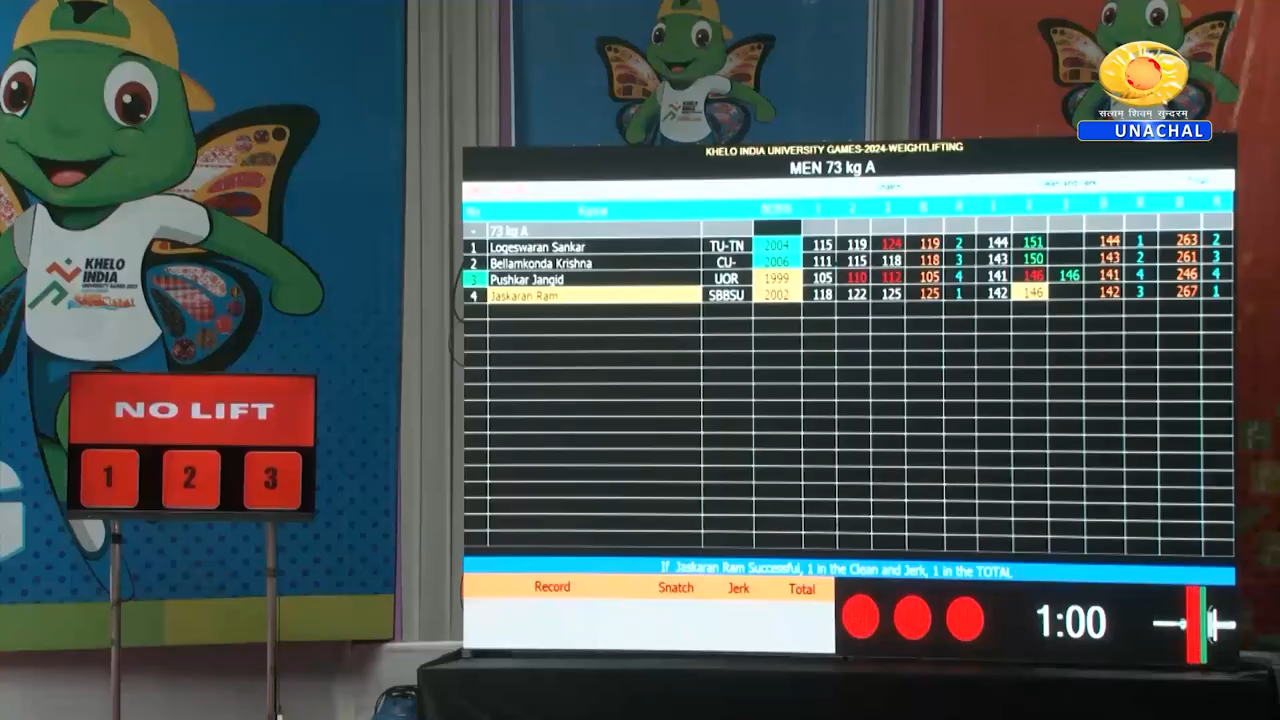 सत्यम् शिवम् सुन्दरम्
UNACHAL
KHELO INDIA UNIVERSITY GAMES-2024-WEIGHTLIFTING
MEN 73 kg A
Name
- 73 kg A
1 Logeswaran Sankar TU-TN 2004 115 119 124 119 2 144 151 144 1 263 2
2 Bellamkonda Krishna CU- 2006 111 115 118 118 3 143 150 143 2 261 3
3 Pushkar Jangid UOR 1999 105 110 112 105 4 141 146 146 141 4 246 4
4 Jaskaran Ram SBBSU 2002 118 122 125 125 1 142 146 142 3 267 1
If Jaskaran Ram Successful, 1 in the Clean and Jerk, 1 in the TOTAL
Record Snatch Jerk Total
1:00
KHELO
INDIA
NO LIFT
1 2 3
KHELO
INDIA